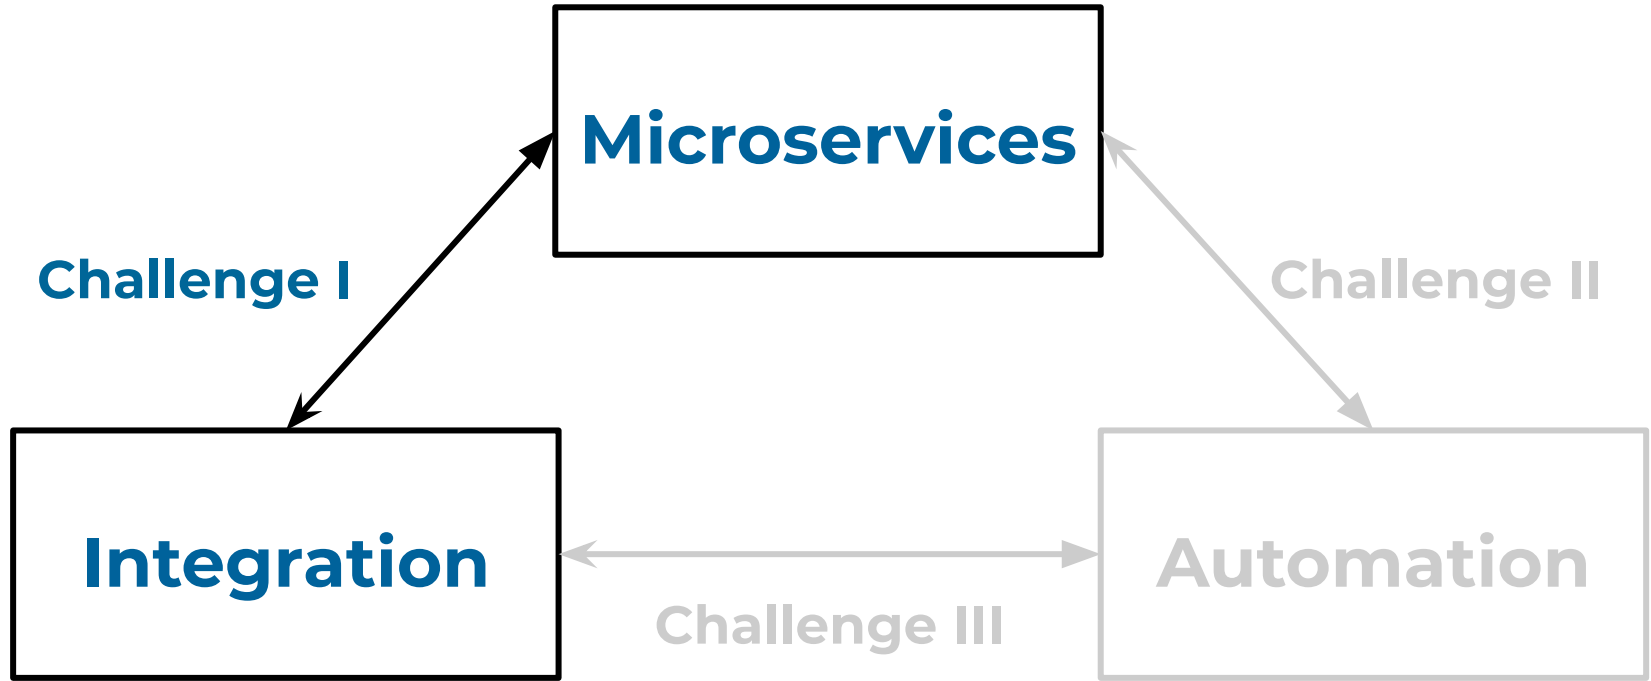 Microservices
Challenge I
Challenge II
Integration
Automation
Challenge III